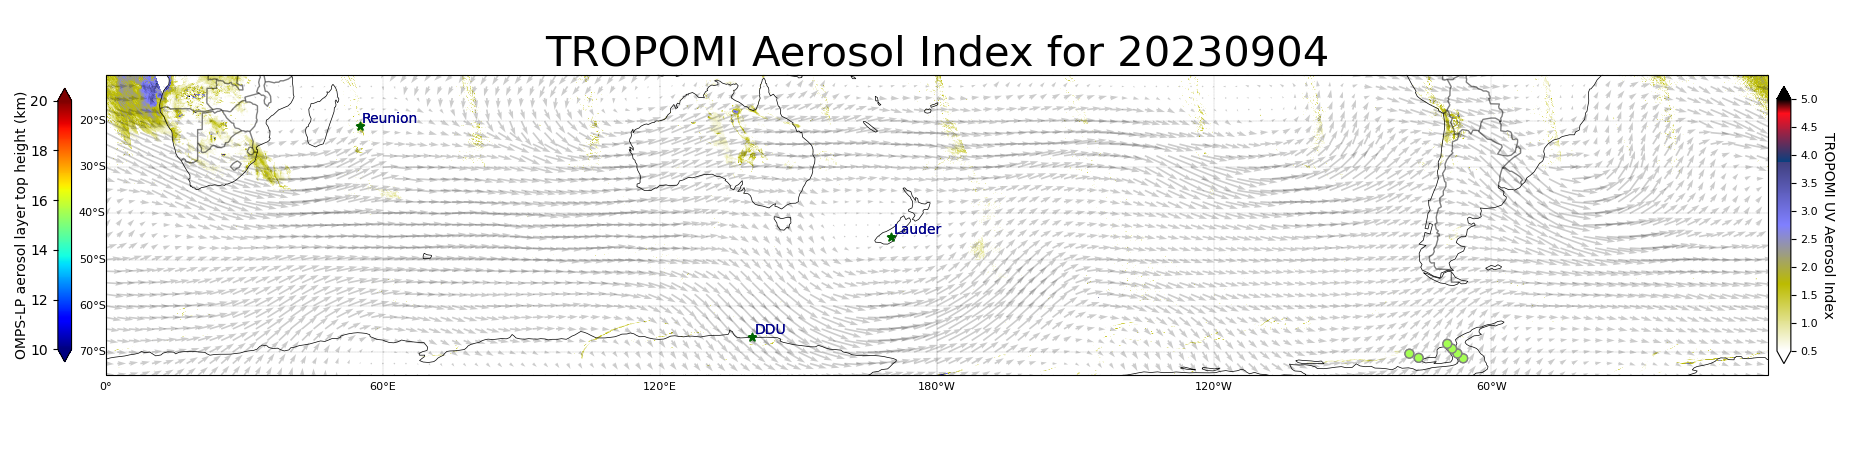 TROPOMI Aerosol Index for 20230904
OMPS-LP aerosol layer top height (km)
20
18
16
14
12
10
20°S
30°S
40°S
50°S
60°S
70°S
0°
60°E
120°E
180°W
120°W
60°W
Reunion
Lauder
DDU
5.0
4.5
4.0
3.5
3.0
2.5
2.0
1.5
1.0
0.5
TROPOMI UV Aerosol Index